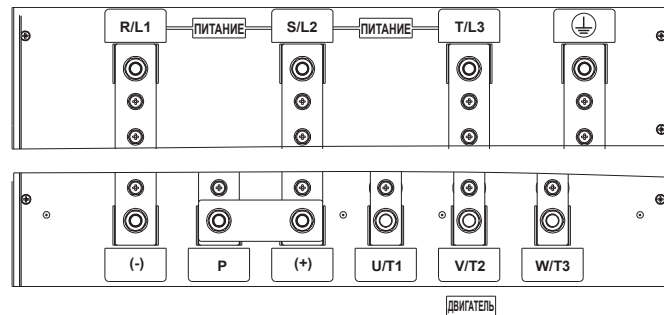 R/L1 ПИТАНИЕ S/L2 ПИТАНИЕ T/L3
(-) P (+) U/T1 V/T2 W/T3
ДВИГАТЕЛЬ